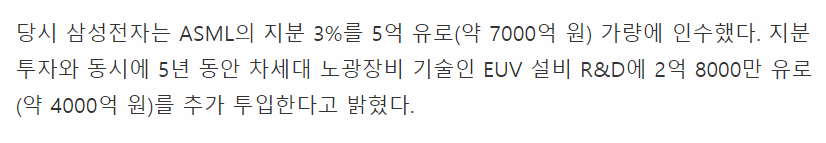 당시 삼성전자는 ASML의 지분 3%를 5억 유로(약 7000억 원) 가량에 인수했다. 지분
투자와 동시에 5년 동안 차세대 노광장비 기술인 EUV 설비 R&D에 2억 8000만 유로
(약 4000억 원)를 추가 투입한다고 밝혔다.